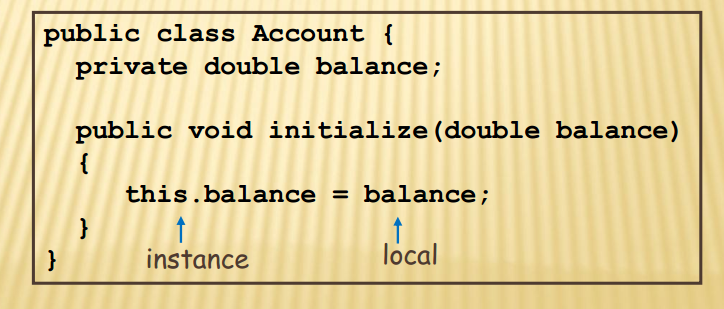 public class Account {
private double balance;
public void initialize(double balance)
{
this.balance = balance;
}
}
instance local